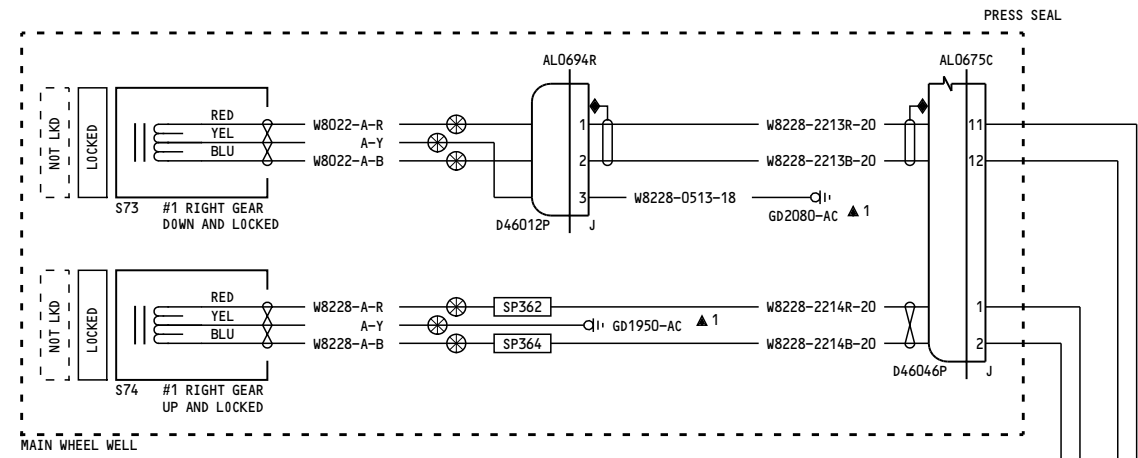 PRESS SEAL
AL0694R
AL0675C
NOT LKD
LOCKED
RED
YEL
BLU
W8022-A-R
A-Y
W8022-A-B
1
2
3
W8228-2213R-20
W8228-2213B-20
11
12
W8228-0513-18
GD2080-AC
1
S73
#1 RIGHT GEAR
DOWN AND LOCKED
D46012P
J
NOT LKD
LOCKED
RED
YEL
BLU
W8228-A-R
A-Y
W8228-A-B
SP362
SP364
GD1950-AC
1
W8228-2214R-20
W8228-2214B-20
1
2
D46046P
J
S74
#1 RIGHT GEAR
UP AND LOCKED
MAIN WHEEL WELL